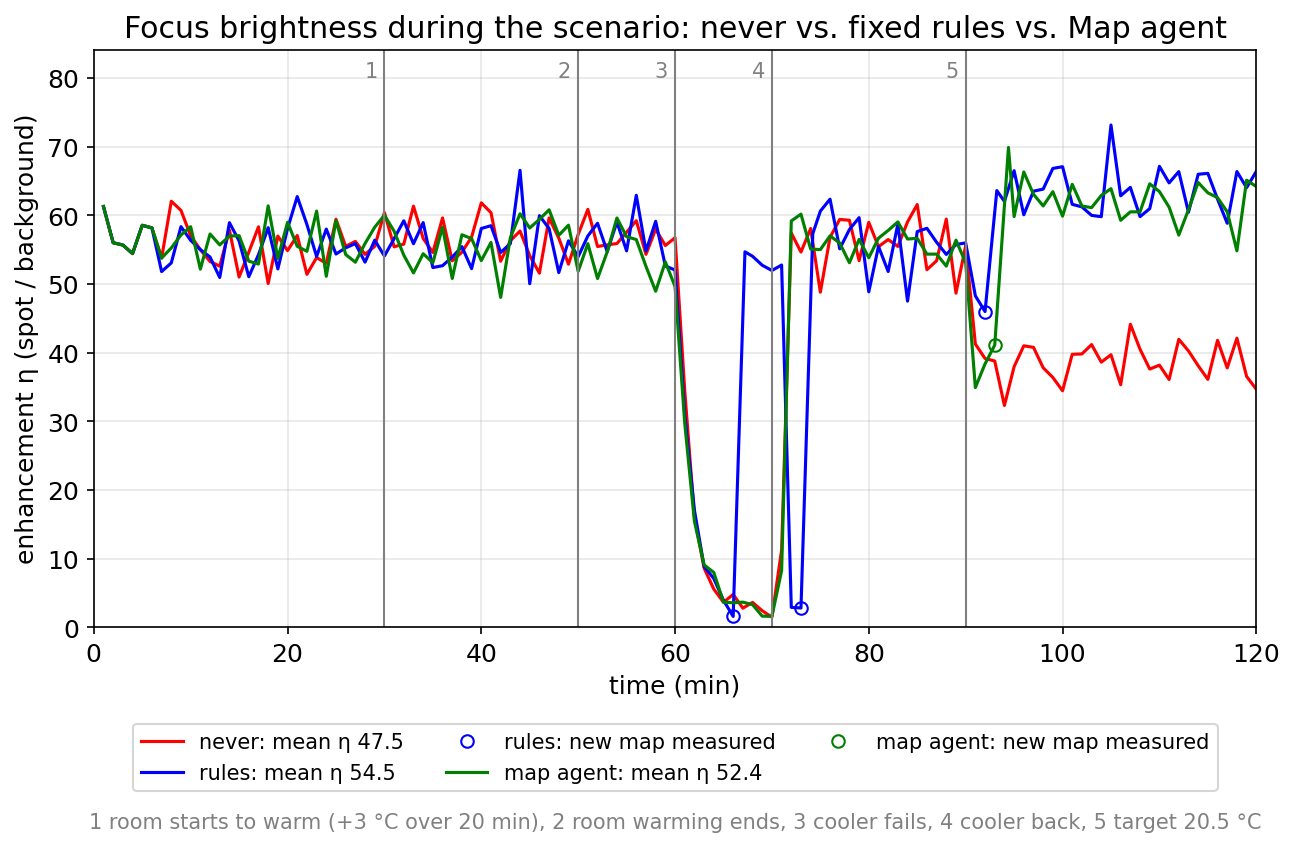 Focus brightness during the scenario: never vs. fixed rules vs. Map agent
1 2 3 4 5
80
70
60
50
40
30
20
10
0
enhancement η (spot / background)
0 20 40 60 80 100 120
time (min)
never: mean η 47.5 rules: new map measured map agent: new map measured
rules: mean η 54.5 map agent: mean η 52.4
1 room starts to warm (+3 °C over 20 min), 2 room warming ends, 3 cooler fails, 4 cooler back, 5 target 20.5 °C